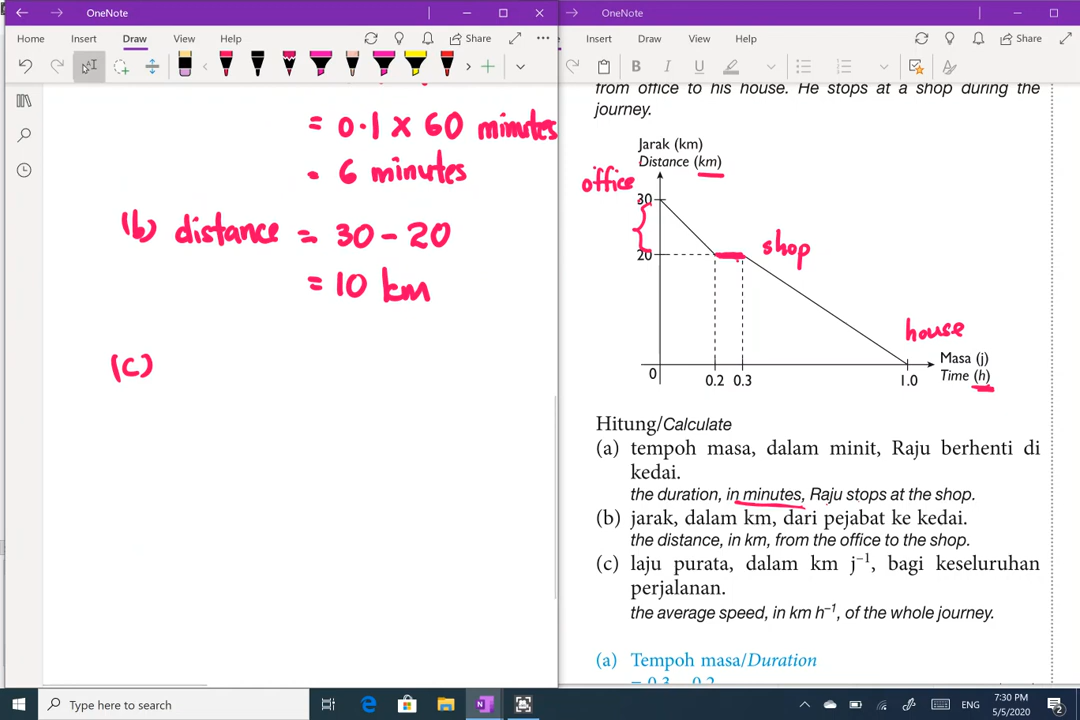 OneNote
OneNote
Home
Insert
Draw
View
Help
Share
Insert
Draw
View
Help
Share
= 0.1 x 60 minutes
= 6 minutes
(b) distance = 30 - 20
= 10 km
(c)
from office to his house. He stops at a shop during the
journey.
Jarak (km)
Distance (km)
office
30
20
shop
house
Masa (j)
Time (h)
0
0.2
0.3
1.0
Hitung/Calculate
(a) tempoh masa, dalam minit, Raju berhenti di
kedai.
the duration, in minutes, Raju stops at the shop.
(b) jarak, dalam km, dari pejabat ke kedai.
the distance, in km, from the office to the shop.
(c) laju purata, dalam km j⁻¹, bagi keseluruhan
perjalanan.
the average speed, in km h⁻¹, of the whole journey.
(a) Tempoh masa/Duration
= 0.3 − 0.2
Type here to search
ENG
7:30 PM
5/5/2020
2